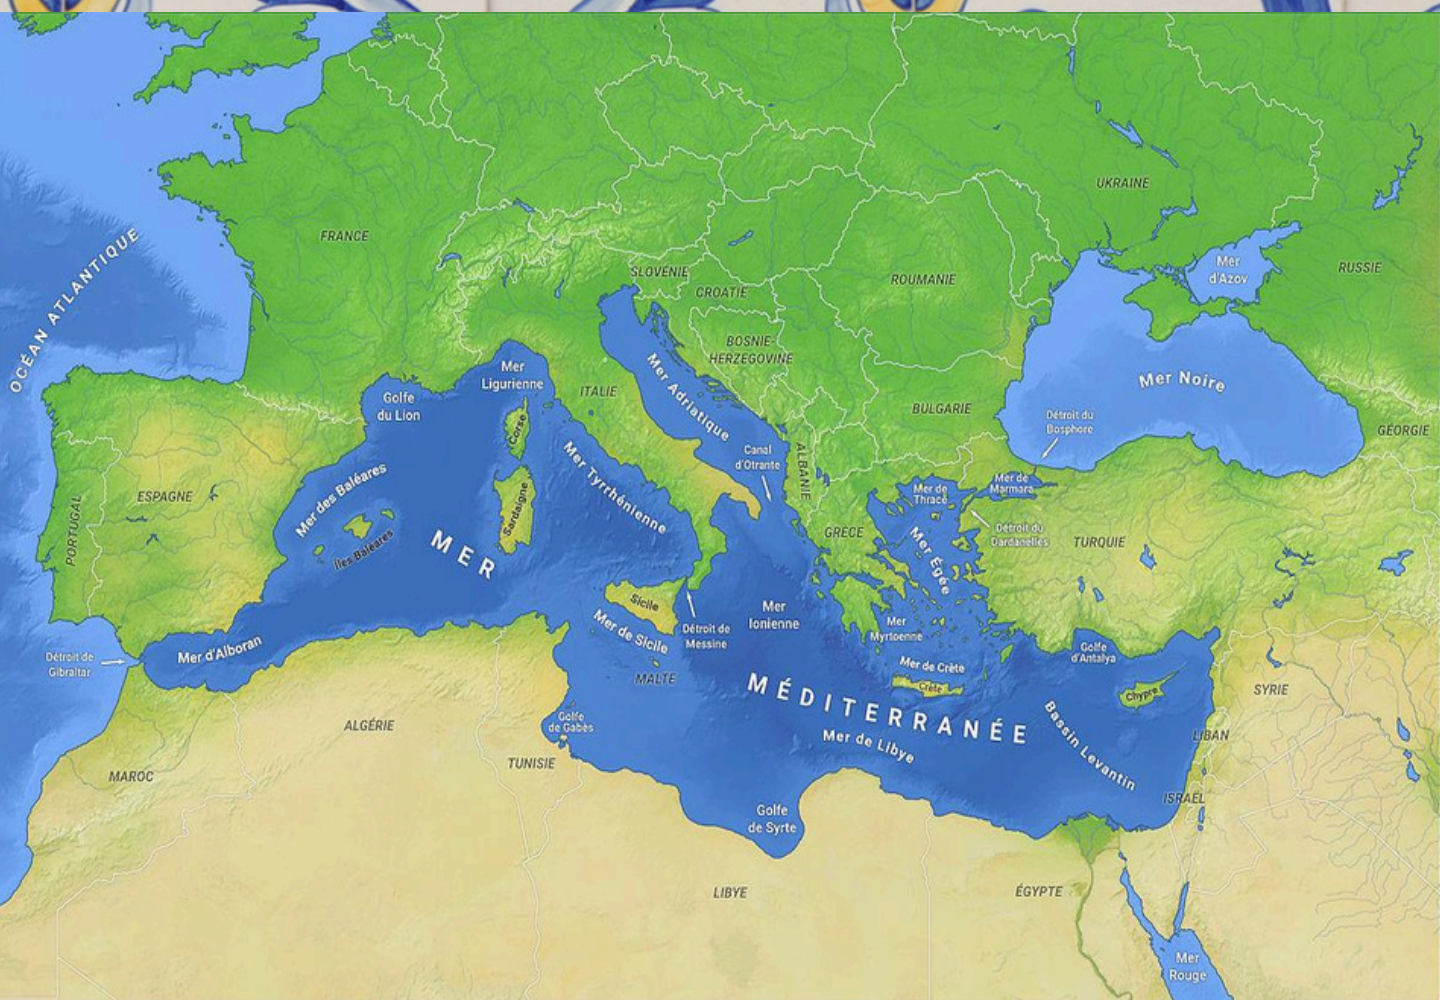 UKRAINE
OCÉAN ATLANTIQUE
FRANCE
SLOVÉNIE
CROATIE
ROUMANIE
Mer
d'Azov
RUSSIE
BOSNIE-
HERZEGOVINE
Mer
Ligurienne
Golfe
du Lion
ITALIE
Mer Adriatique
BULGARIE
Mer Noire
Détroit du
Bosphore
GÉORGIE
Corse
Canal
d'Otrante
ALBANIE
PORTUGAL
ESPAGNE
Mer des Baléares
Îles Baléares
Sardaigne
Mer Tyrrhénienne
Mer de
Thrace
Mer de
Marmara
Détroit du
Dardanelles
GRÈCE
Mer Égée
TURQUIE
MER
Sicile
Mer
Ionienne
Mer
Myrtoenne
Détroit de
Messine
Mer de Sicile
Mer d'Alboran
Détroit de
Gibraltar
MALTE
Mer de Crète
Crète
Golfe
d'Antalya
Chypre
SYRIE
MÉDITERRANÉE
Mer de Libye
Bassin Levantin
LIBAN
ISRAËL
ALGÉRIE
Golfe
de Gabès
TUNISIE
MAROC
Golfe
de Syrte
LIBYE
ÉGYPTE
Mer
Rouge